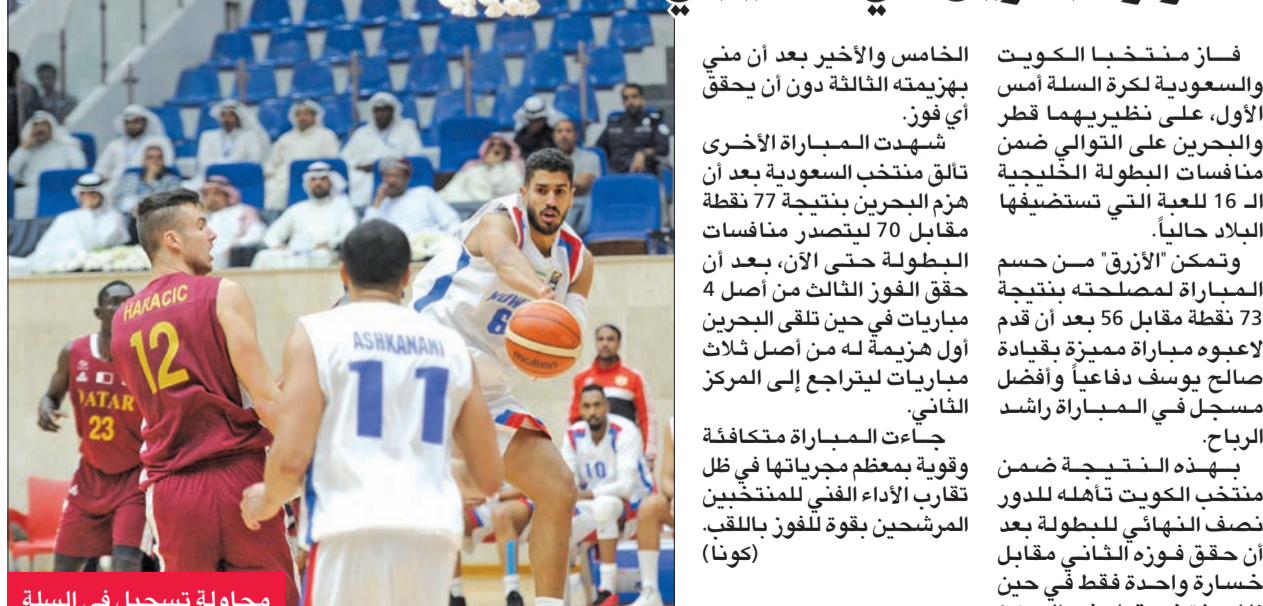 فاز منتخبا الكويت
والسعودية لكرة السلة أمس
الأول، على نظيريهما قطر
والبحرين على التوالي ضمن
منافسات البطولة الخليجية
الـ 16 للعبة التي تستضيفها
البلاد حالياً.
وتمكن "الأزرق" من حسم
المباراة لمصلحته بنتيجة
73 نقطة مقابل 56 بعد أن قدم
لاعبوه مباراة مميزة بقيادة
صالح يوسف دفاعياً وأفضل
مسجل في المباراة راشد
الرباح.
بهذه النتيجة ضمن
منتخب الكويت تأهله للدور
نصف النهائي للبطولة بعد
أن حقق فوزه الثاني مقابل
خسارة واحدة فقط في حين
الخامس والأخير بعد أن مني
بهزيمته الثالثة دون أن يحقق
أي فوز.
شهدت المباراة الأخرى
تألق منتخب السعودية بعد أن
هزم البحرين بنتيجة 77 نقطة
مقابل 70 ليتصدر منافسات
البطولة حتى الآن، بعد أن
حقق الفوز الثالث من أصل 4
مباريات في حين تلقى البحرين
أول هزيمة له من أصل ثلاث
مباريات ليتراجع إلى المركز
الثاني.
جاءت المباراة متكافئة
وقوية بمعظم مجرياتها في ظل
تقارب الأداء الفني للمنتخبين
المرشحين بقوة للفوز باللقب.
(كونا)
HARACIC
12
QATAR
23
ASHKANANI
11
KUW
6
molten
10
محاولة تسجيل في السلة